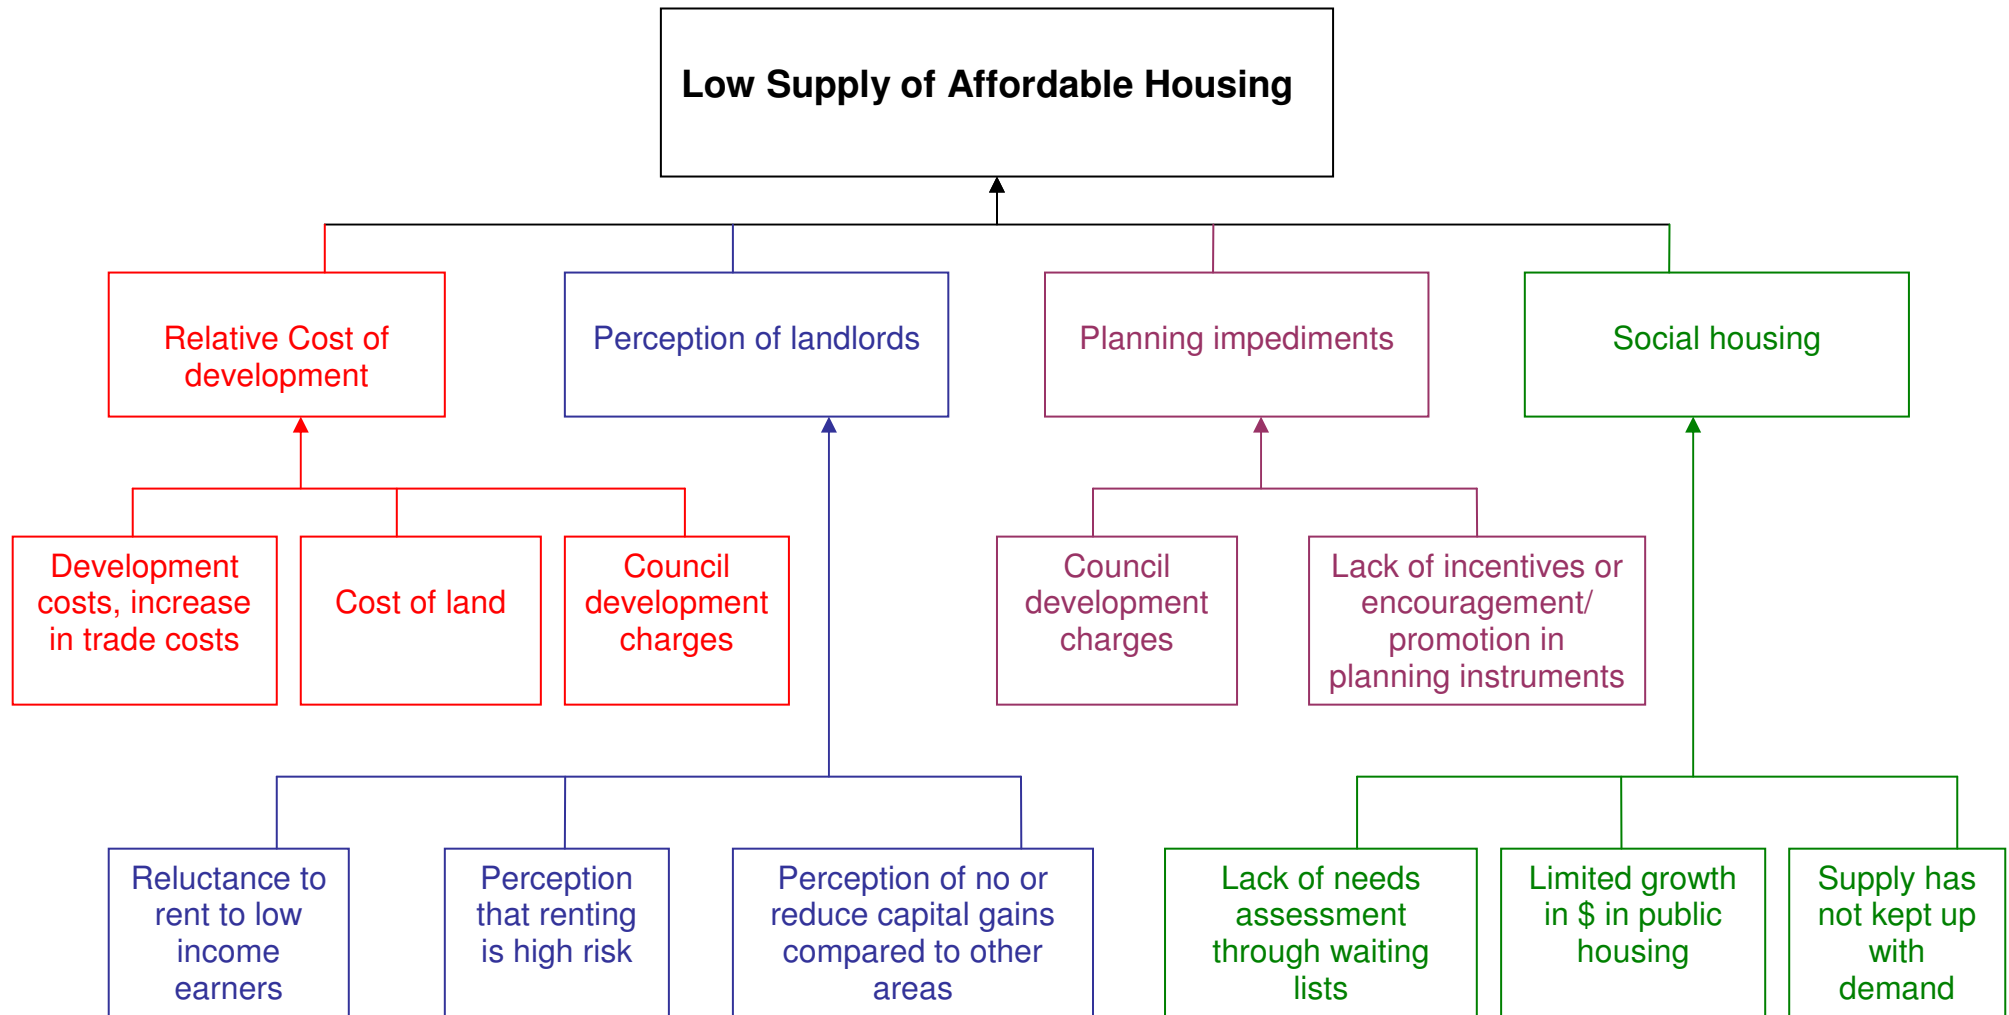 Low Supply of Affordable Housing
Relative Cost of
development
Perception of landlords
Planning impediments
Social housing
Development
costs, increase
in trade costs
Cost of land
Council
development
charges
Council
development
charges
Lack of incentives or
encouragement/
promotion in
planning instruments
Reluctance to
rent to low
income
earners
Perception
that renting
is high risk
Perception of no or
reduce capital gains
compared to other
areas
Lack of needs
assessment
through waiting
lists
Limited growth
in $ in public
housing
Supply has
not kept up
with
demand